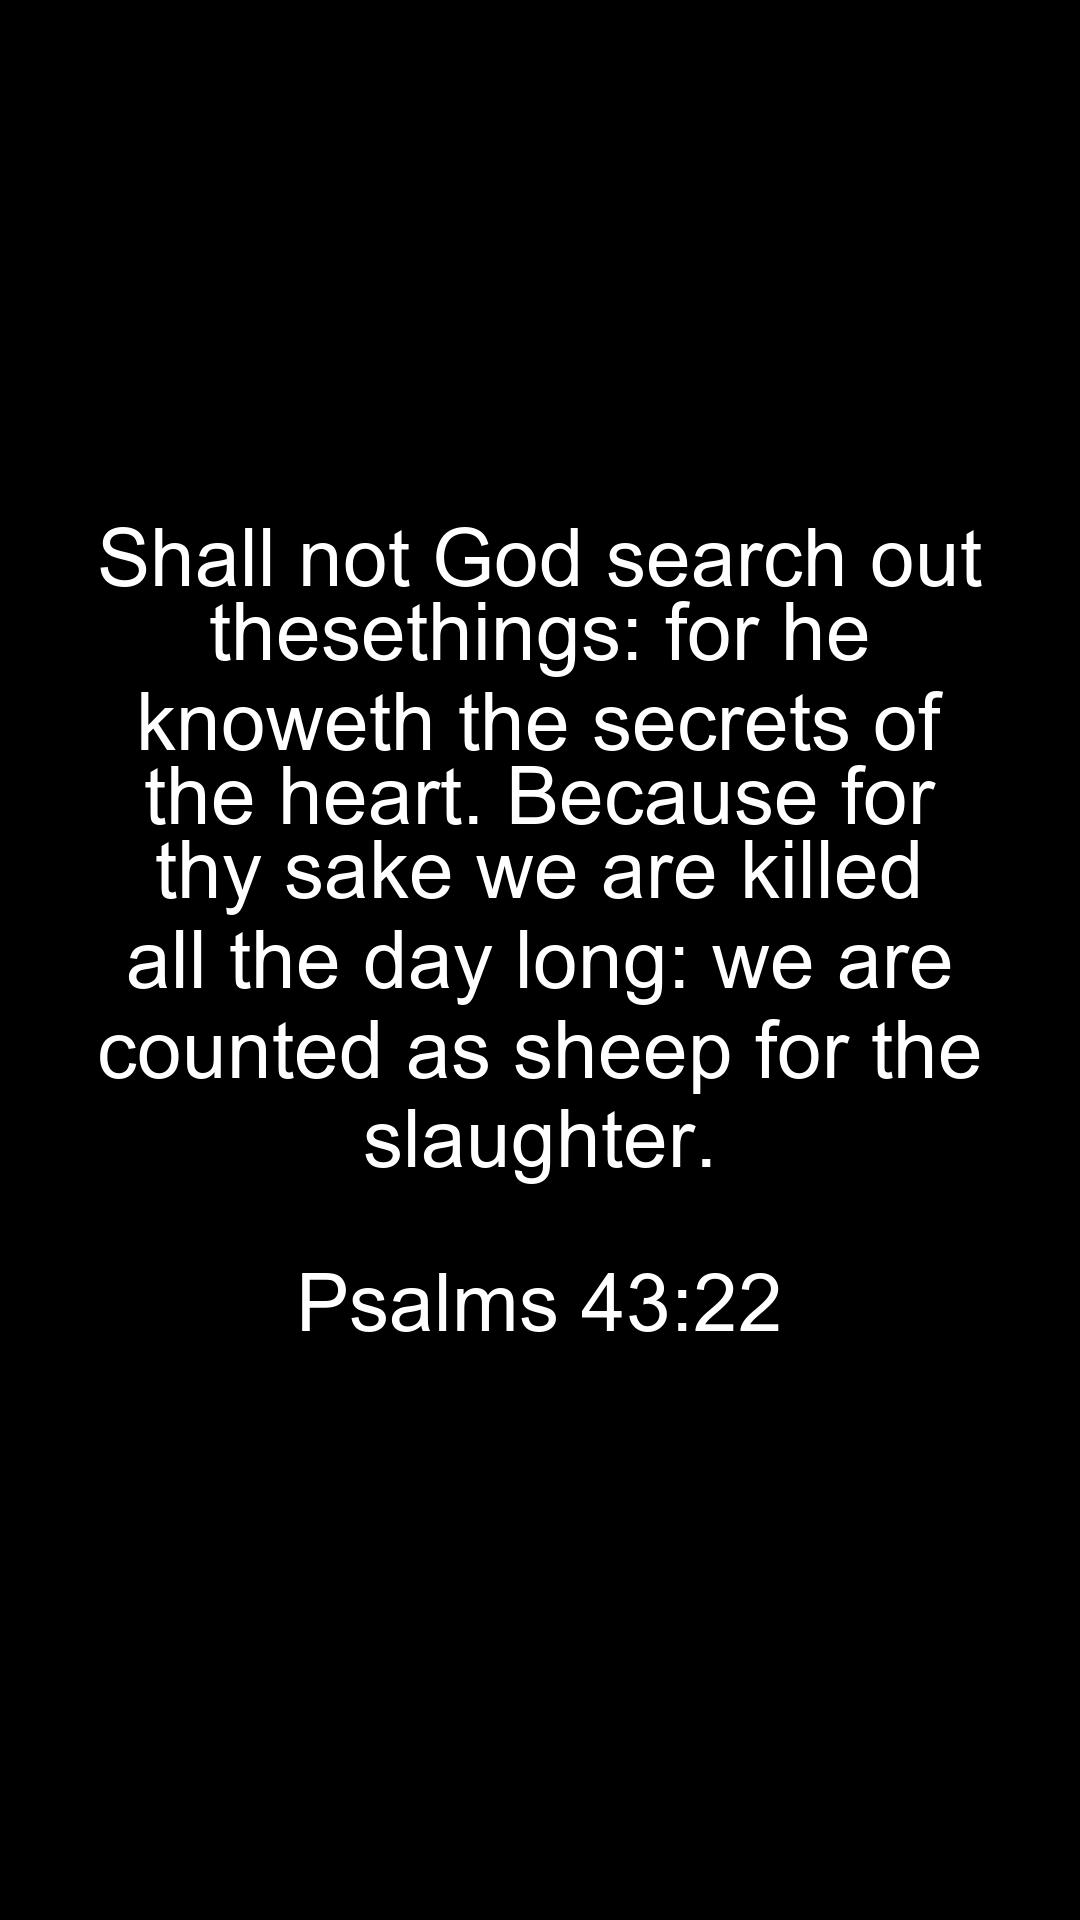 Shall not God search out
thesethings: for he
knoweth the secrets of
the heart. Because for
thy sake we are killed
all the day long: we are
counted as sheep for the
slaughter.
Psalms 43:22